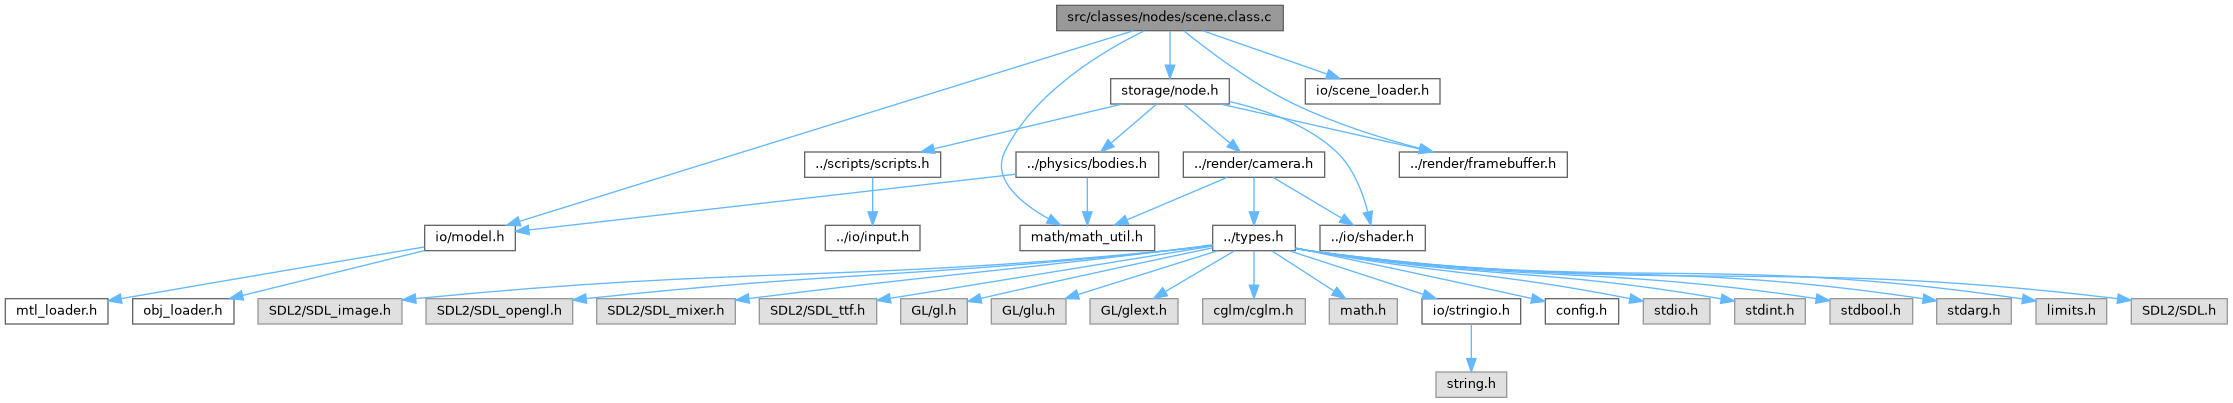 src/classes/nodes/scene.class.c
storage/node.h
io/scene_loader.h
../scripts/scripts.h
../physics/bodies.h
../render/camera.h
../render/framebuffer.h
io/model.h
../io/input.h
math/math_util.h
../types.h
../io/shader.h
mtl_loader.h
obj_loader.h
SDL2/SDL_image.h
SDL2/SDL_opengl.h
SDL2/SDL_mixer.h
SDL2/SDL_ttf.h
GL/gl.h
GL/glu.h
GL/glext.h
cglm/cglm.h
math.h
io/stringio.h
config.h
stdio.h
stdint.h
stdbool.h
stdarg.h
limits.h
SDL2/SDL.h
string.h